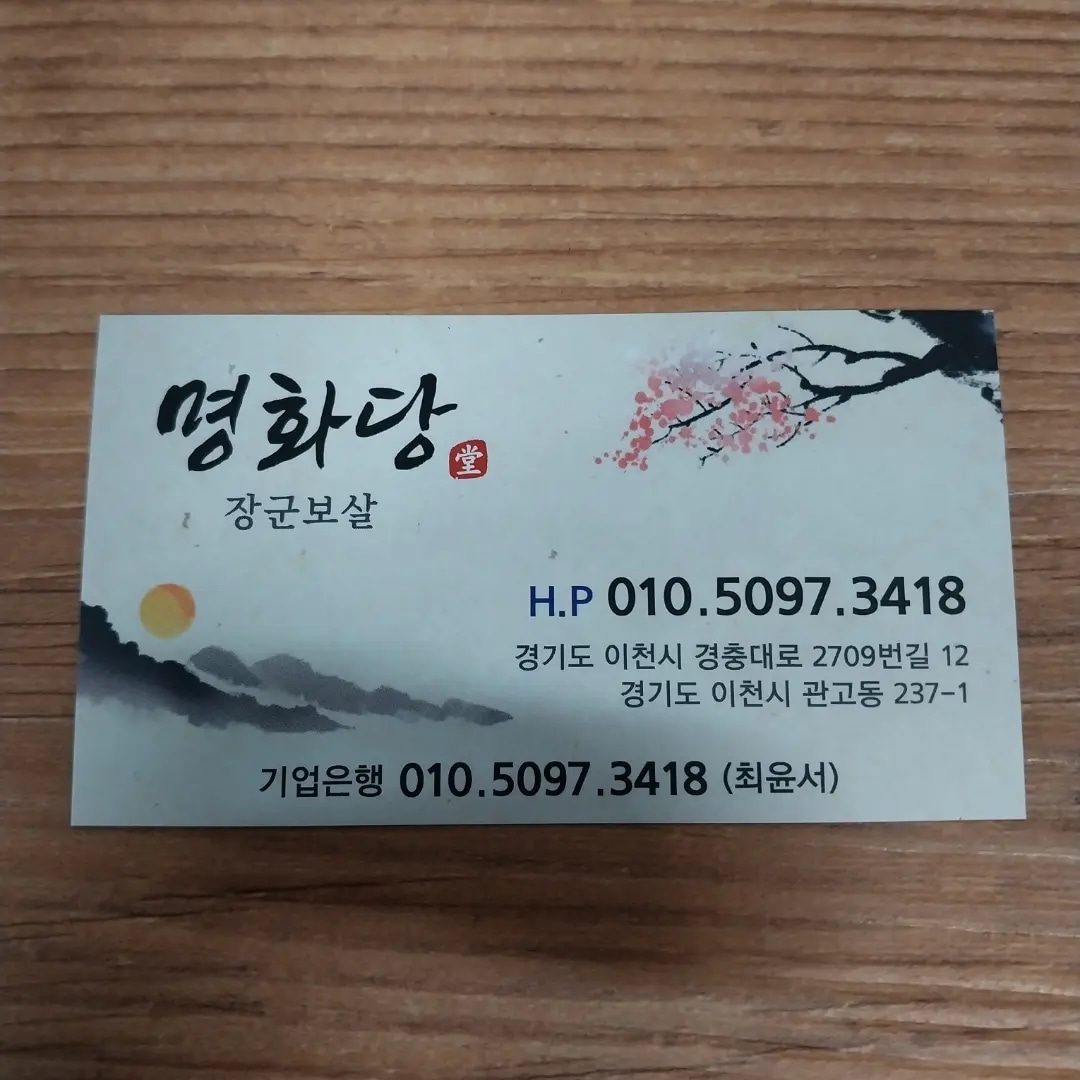 명화당 堂
장군보살
H.P 010.5097.3418
경기도 이천시 경충대로 2709번길 12
경기도 이천시 관고동 237-1
기업은행 010.5097.3418 (최윤서)